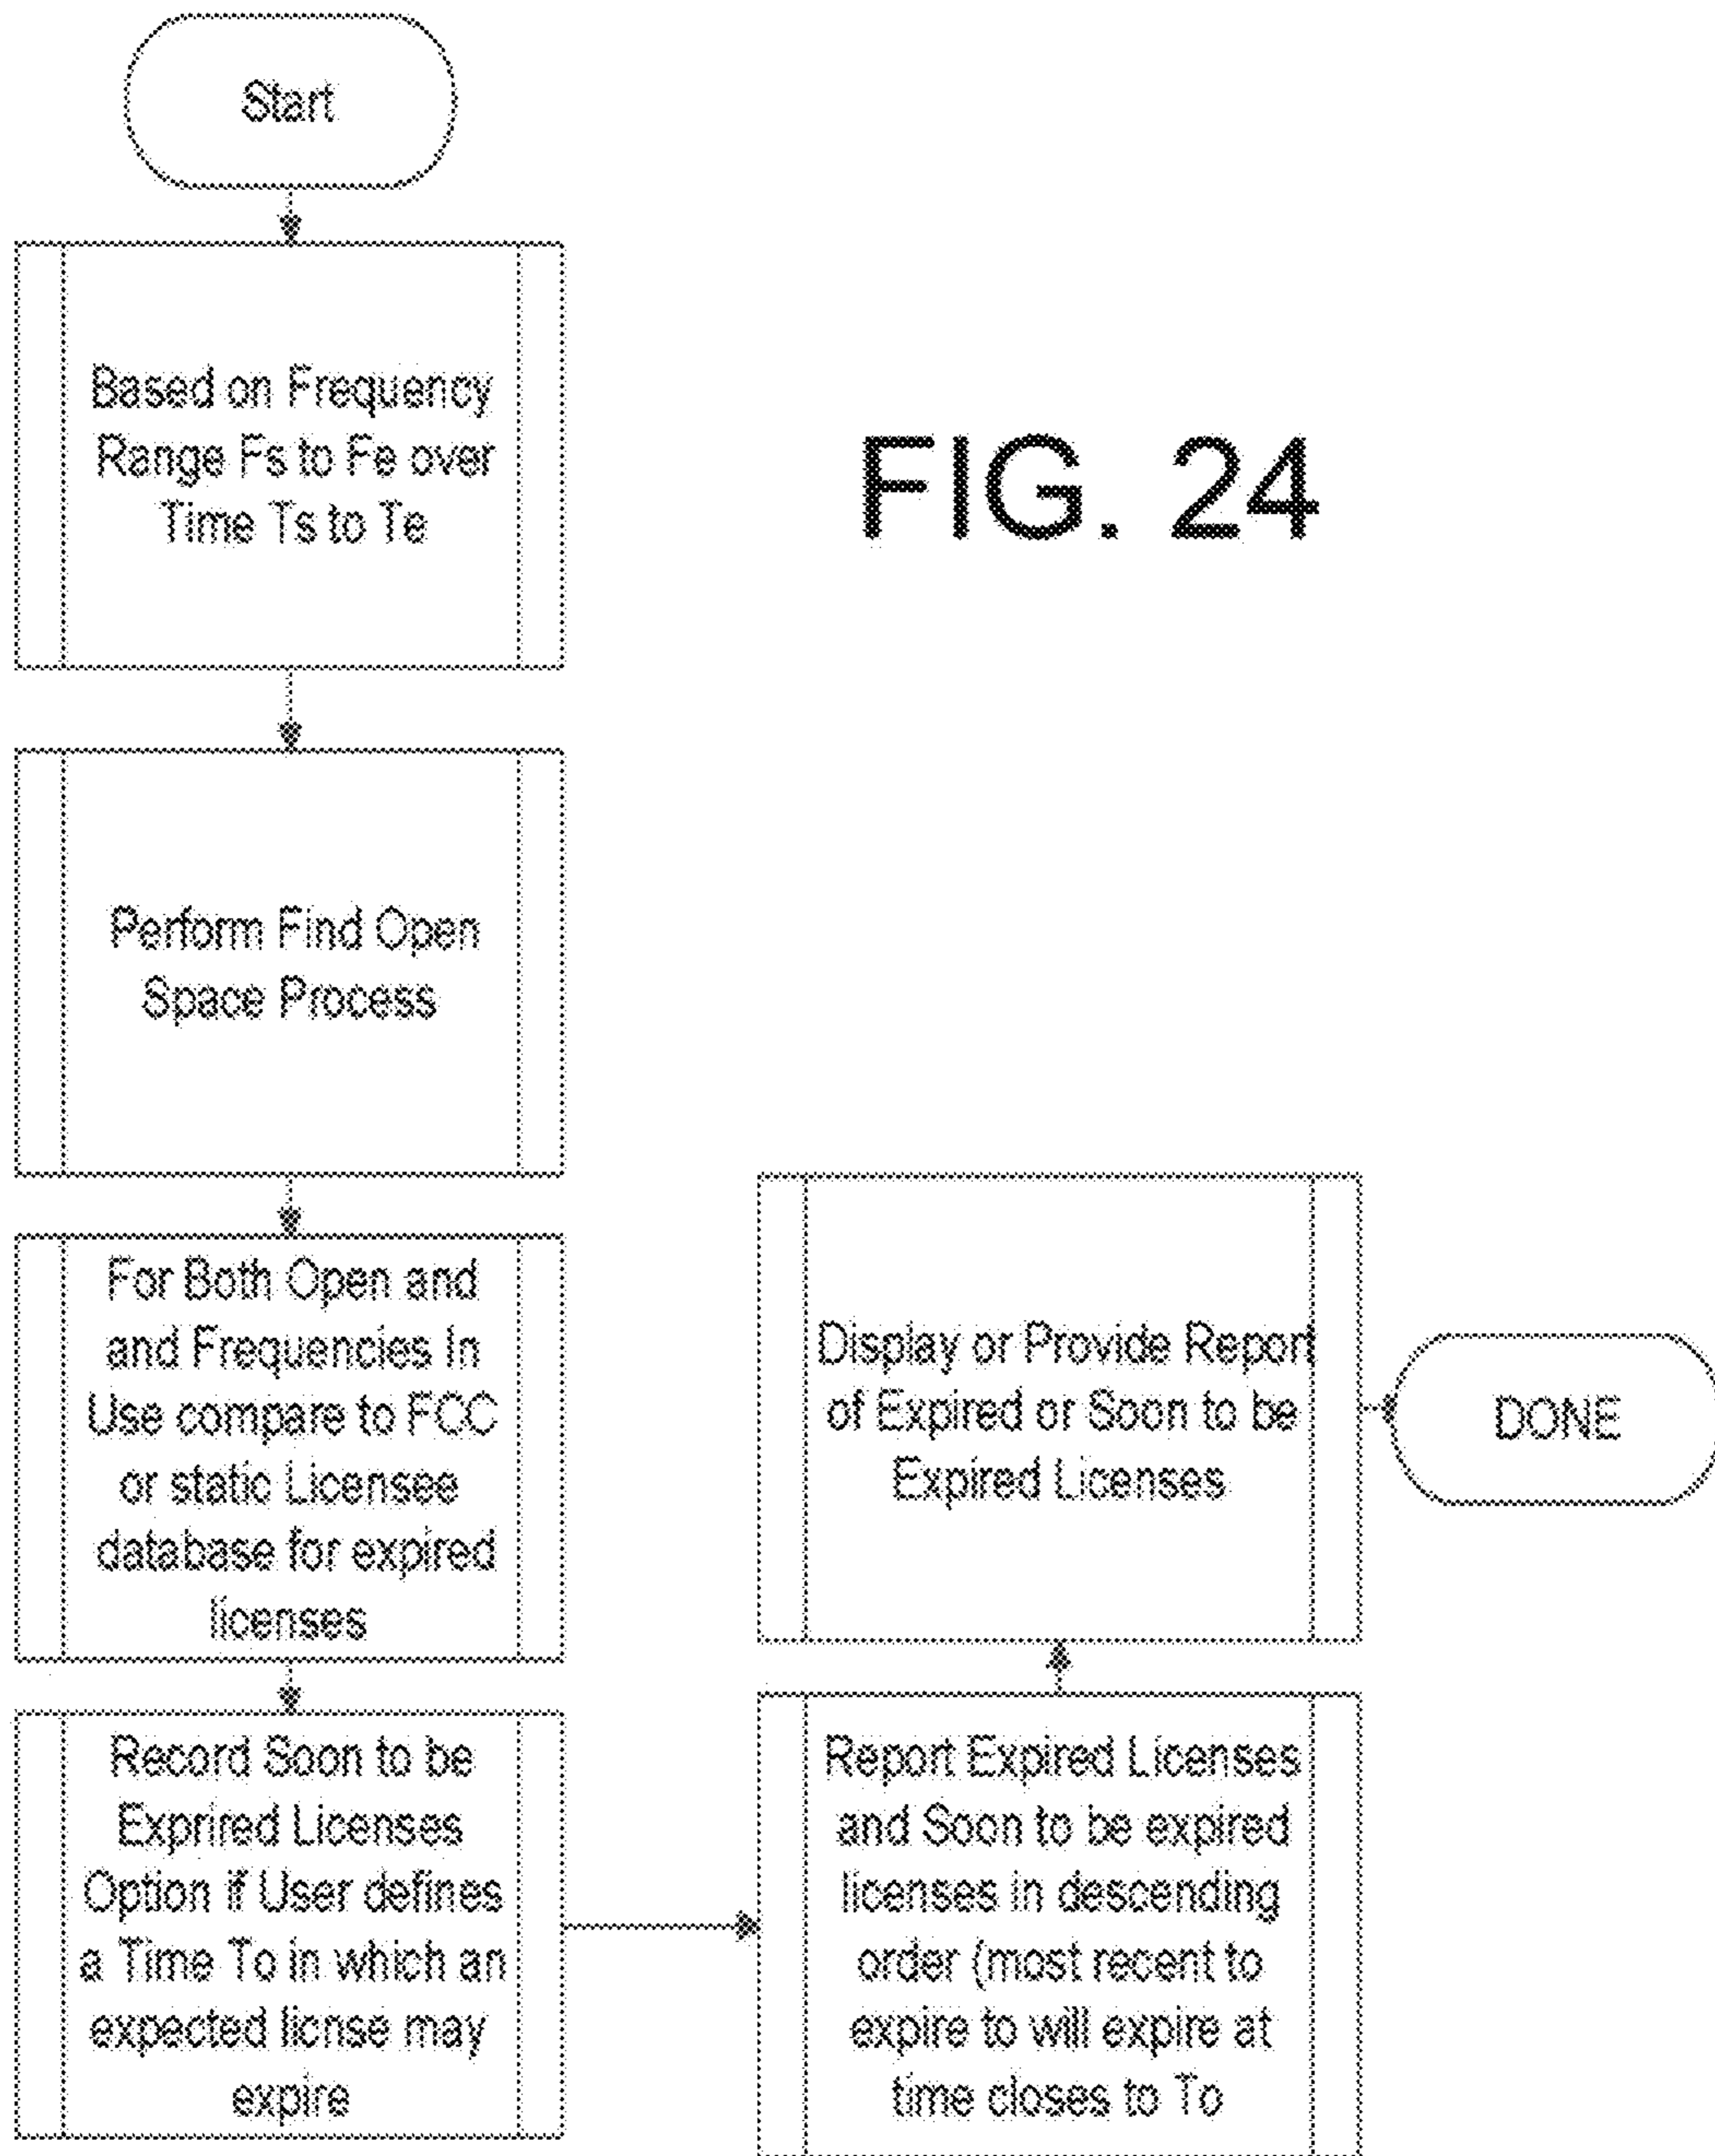 Start
Based on Frequency
Range Fs to Fe over
Time Ts to Te
FIG. 24
Perform Find Open
Space Process
For Both Open and
and Frequencies In
Use compare to FCC
or static Licensee
database for expired
licenses
Record Soon to be
Exprired Licenses
Option if User defines
a Time To in which an
expected licnse may
expire
Report Expired Licenses
and Soon to be expired
licenses in descending
order (most recent to
expire to will expire at
time closes to To
Display or Provide Report
of Expired or Soon to be
Expired Licenses
DONE